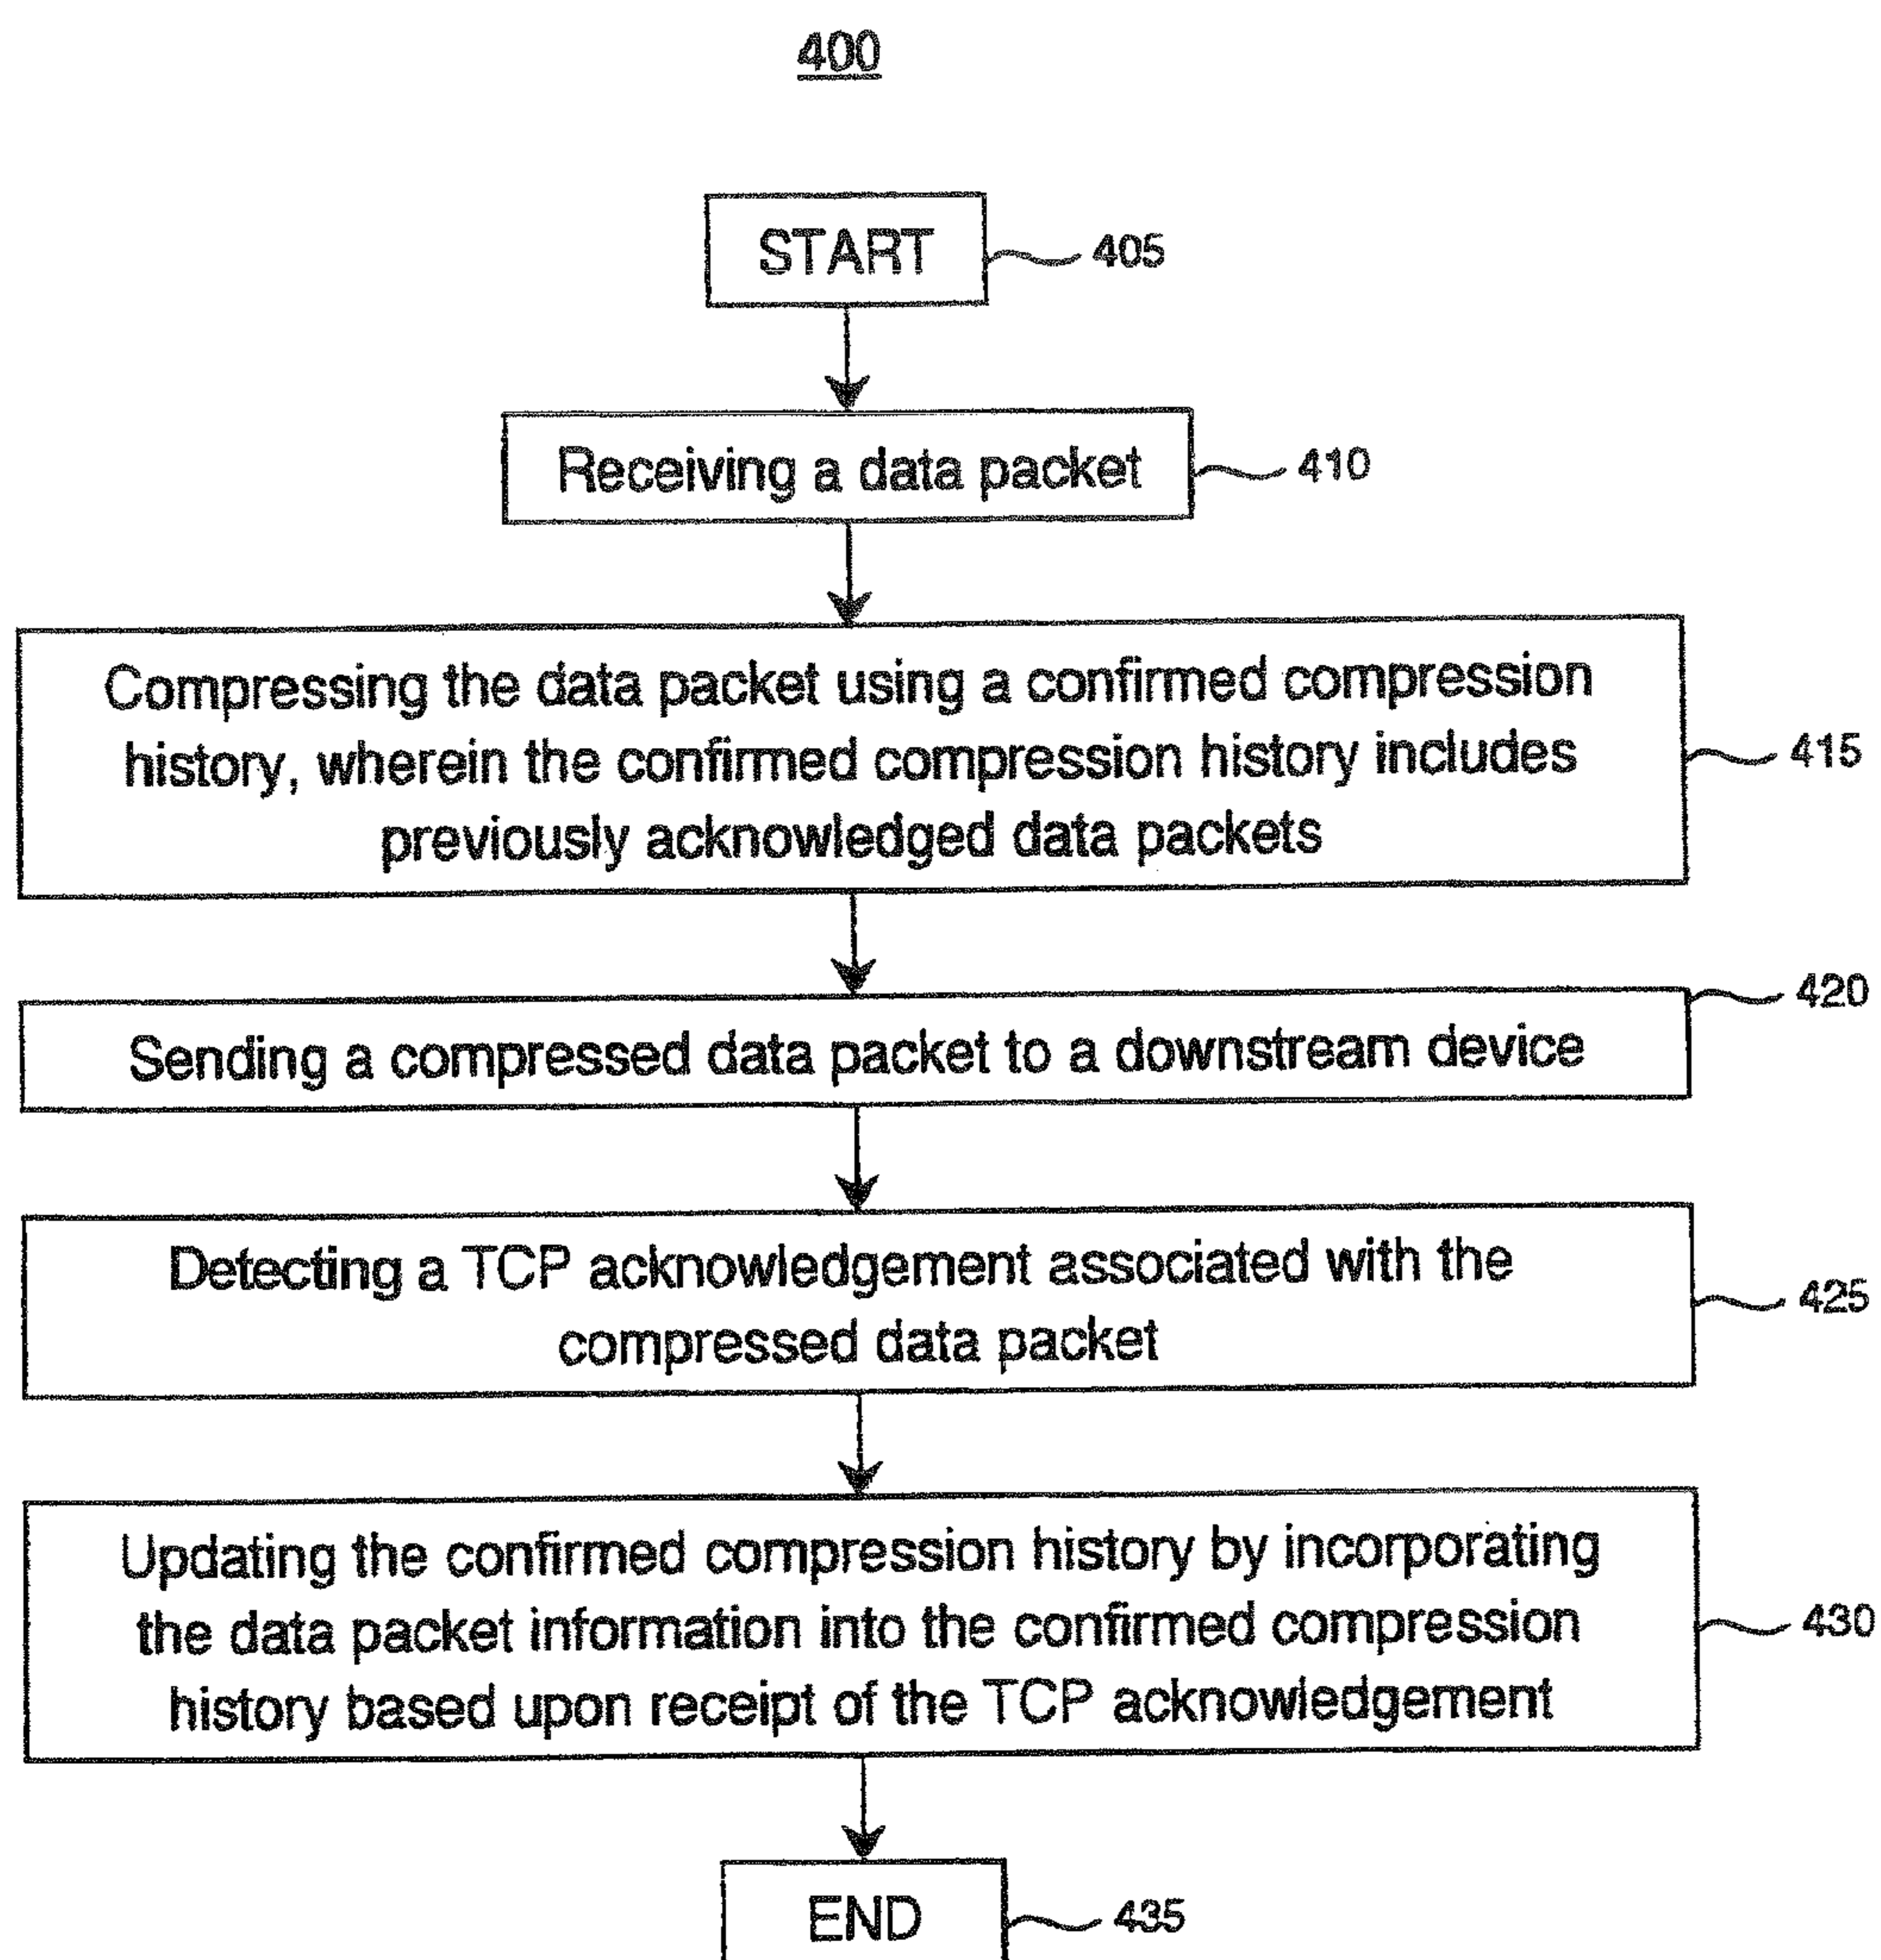 400
START
405
Receiving a data packet
410
Compressing the data packet using a confirmed compression
history, wherein the confirmed compression history includes
previously acknowledged data packets
415
Sending a compressed data packet to a downstream device
420
Detecting a TCP acknowledgement associated with the
compressed data packet
425
Updating the confirmed compression history by incorporating
the data packet information into the confirmed compression
history based upon receipt of the TCP acknowledgement
430
END
435